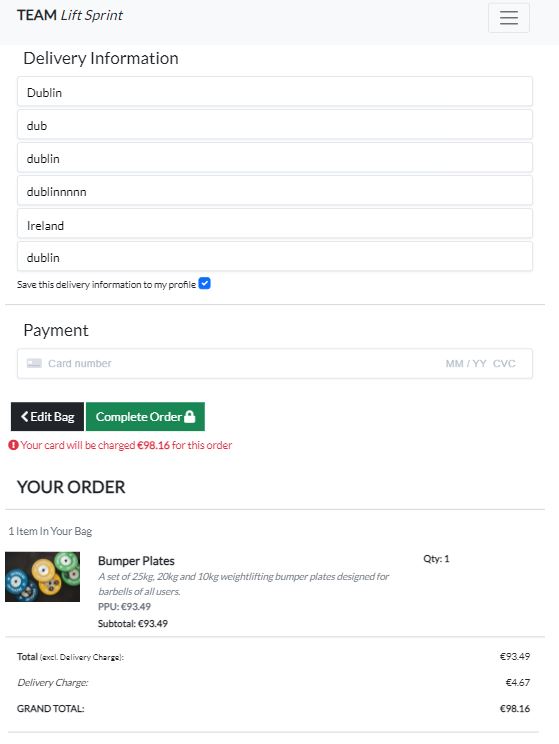 TEAM Lift Sprint
Delivery Information
Dublin
dub
dublin
dublinnnnn
Ireland
dublin
Save this delivery information to my profile
Payment
Card number MM / YY CVC
Edit Bag Complete Order
Your card will be charged €98.16 for this order
YOUR ORDER
1 Item In Your Bag
Bumper Plates Qty: 1
A set of 25kg, 20kg and 10kg weightlifting bumper plates designed for
barbells of all users.
PPU: €93.49
Subtotal: €93.49
Total (excl. Delivery Charge): €93.49
Delivery Charge: €4.67
GRAND TOTAL: €98.16